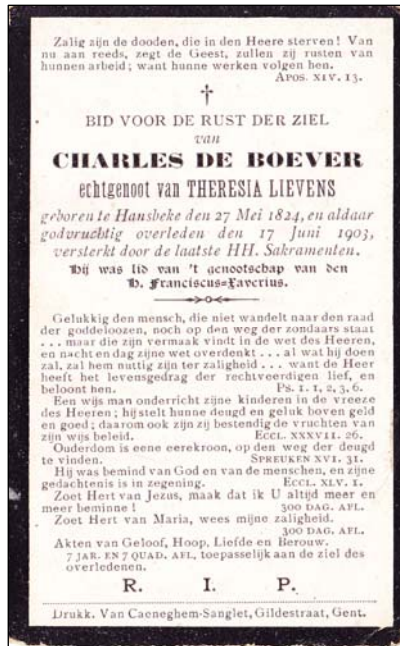 Zalig zijn de dooden, die in den Heere sterven! Van
nu aan reeds, zegt de Geest, zullen zij rusten van
hunnen arbeid; want hunne werken volgen hen.
Apos. XIV. 13.
BID VOOR DE RUST DER ZIEL
van
CHARLES DE BOEVER
echtgenoot van THERESIA LIEVENS
geboren te Hansbeke den 27 Mei 1824, en aldaar
godvruchtig overleden den 17 Juni 1903,
versterkt door de laatste HH. Sakramenten.
Hij was lid van 't genootschap van den
H. Franciscus-Xaverius.
Gelukkig den mensch, die niet wandelt naar den raad
der goddeloozen, noch op den weg der zondaars staat
... maar die zijn vermaak vindt in de wet des Heeren,
en nacht en dag zijne wet overdenkt ... al wat hij doen
zal, zal hem nuttig zijn ter zaligheid ... want de Heer
heeft het levensgedrag der rechtveerdigen lief, en
beloont hen. Ps. 1. 1, 2, 3, 6.
Een wijs man onderricht zijne kinderen in de vreeze
des Heeren; hij stelt hunne deugd en geluk boven geld
en goed; daarom ook zijn zij bestendig de vruchten van
zijn wijs beleid. Eccl. XXXVII. 26.
Ouderdom is eene eerekroon, op den weg der deugd
te vinden. Spreuken XVI. 31.
Hij was bemind van God en van de menschen, en zijne
gedachtenis is in zegening. Eccl. XLV. 1.
Zoet Hert van Jezus, maak dat ik U altijd meer en
meer beminne! 300 DAG. AFL.
Zoet Hert van Maria, wees mijne zaligheid.
300 DAG. AFL.
Akten van Geloof, Hoop, Liefde en Berouw.
7 JAR. EN 7 QUAD. AFL, toepasselijk aan de ziel des
overledenen.
R. I. P.
Drukk. Van Caeneghem-Sanglet, Gildestraat, Gent.